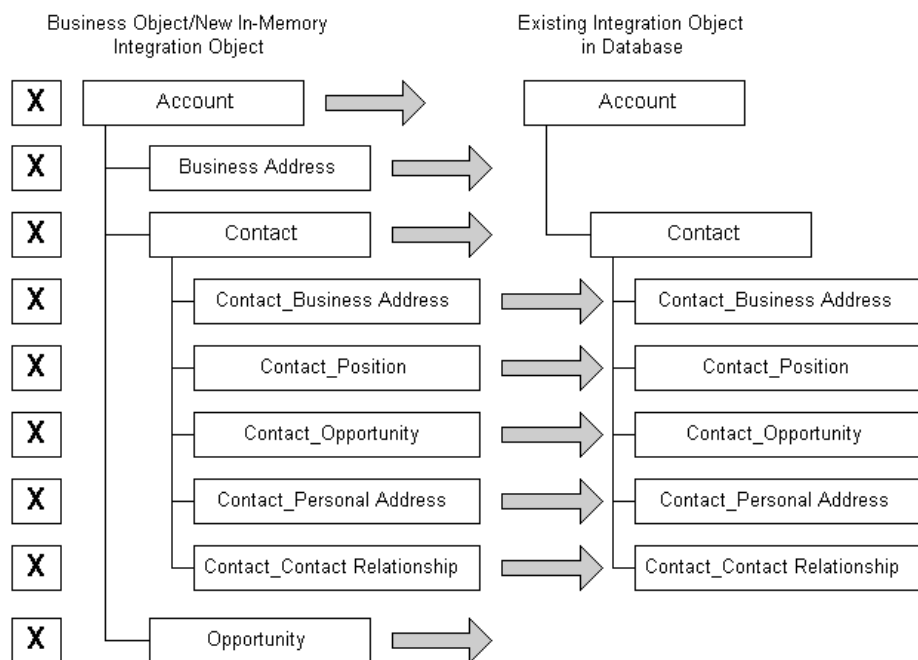 Business Object/New In-Memory
Integration Object
Existing Integration Object
in Database
X Account Account
X Business Address
X Contact Contact
X Contact_Business Address Contact_Business Address
X Contact_Position Contact_Position
X Contact_Opportunity Contact_Opportunity
X Contact_Personal Address Contact_Personal Address
X Contact_Contact Relationship Contact_Contact Relationship
X Opportunity